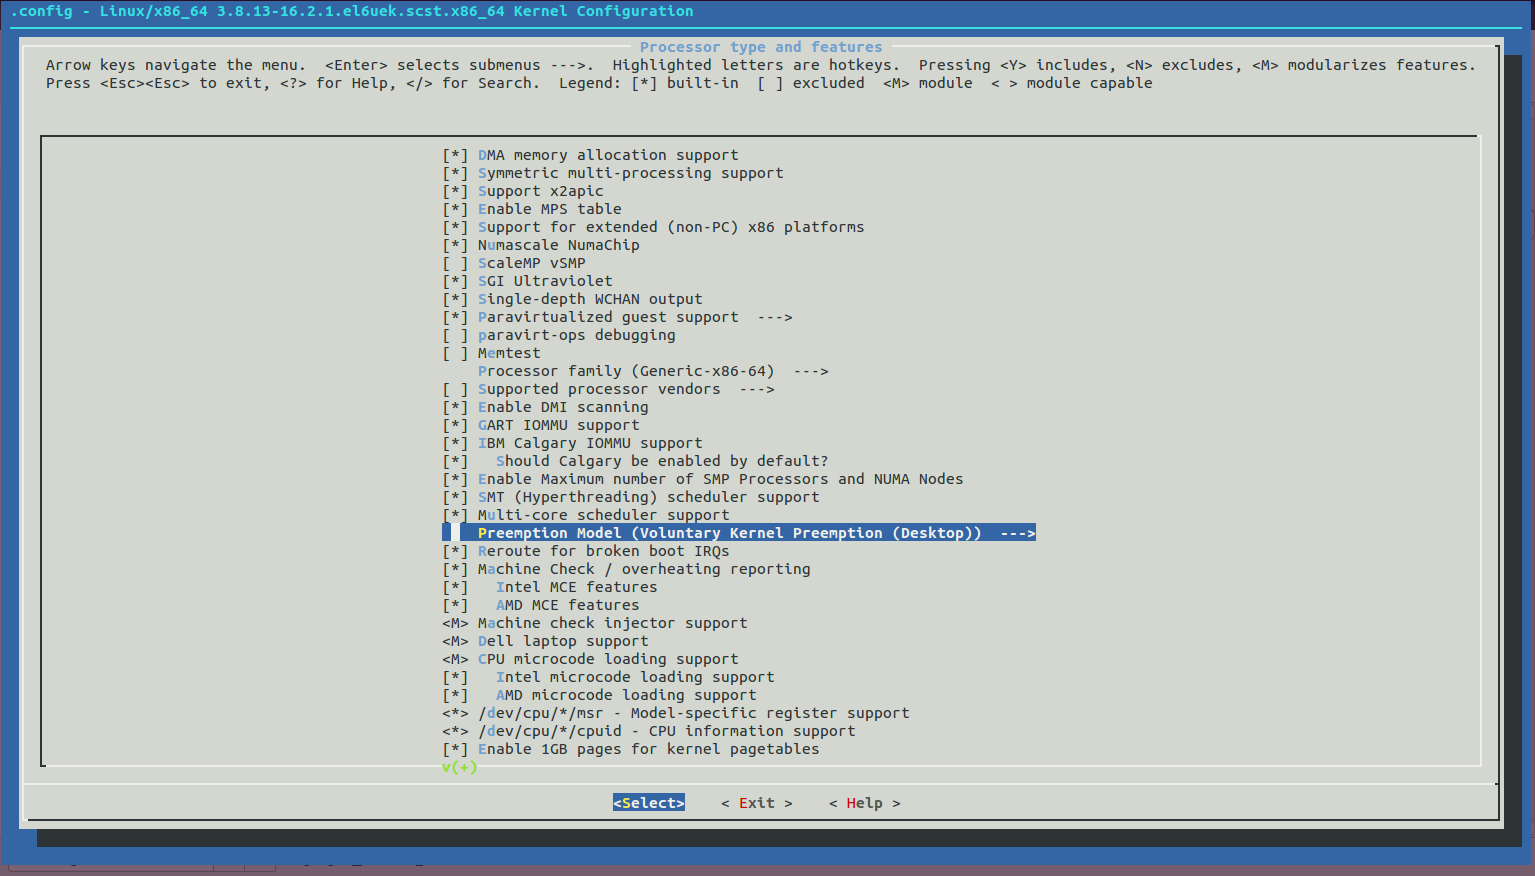 .config - Linux/x86_64 3.8.13-16.2.1.el6uek.scst.x86_64 Kernel Configuration
Processor type and features
Arrow keys navigate the menu.  <Enter> selects submenus --->.  Highlighted letters are hotkeys.  Pressing <Y> includes, <N> excludes, <M> modularizes features.
Press <Esc><Esc> to exit, <?> for Help, </> for Search.  Legend: [*] built-in  [ ] excluded  <M> module  < > module capable
[*] DMA memory allocation support
[*] Symmetric multi-processing support
[*] Support x2apic
[*] Enable MPS table
[*] Support for extended (non-PC) x86 platforms
[*] Numascale NumaChip
[ ] ScaleMP vSMP
[*] SGI Ultraviolet
[*] Single-depth WCHAN output
[*] Paravirtualized guest support  --->
[ ] paravirt-ops debugging
[ ] Memtest
Processor family (Generic-x86-64)  --->
[ ] Supported processor vendors  --->
[*] Enable DMI scanning
[*] GART IOMMU support
[*] IBM Calgary IOMMU support
[*]   Should Calgary be enabled by default?
[*] Enable Maximum number of SMP Processors and NUMA Nodes
[*] SMT (Hyperthreading) scheduler support
[*] Multi-core scheduler support
Preemption Model (Voluntary Kernel Preemption (Desktop))  --->
[*] Reroute for broken boot IRQs
[*] Machine Check / overheating reporting
[*]   Intel MCE features
[*]   AMD MCE features
<M> Machine check injector support
<M> Dell laptop support
<M> CPU microcode loading support
[*]   Intel microcode loading support
[*]   AMD microcode loading support
<*> /dev/cpu/*/msr - Model-specific register support
<*> /dev/cpu/*/cpuid - CPU information support
[*] Enable 1GB pages for kernel pagetables
v(+)
<Select>    < Exit >    < Help >